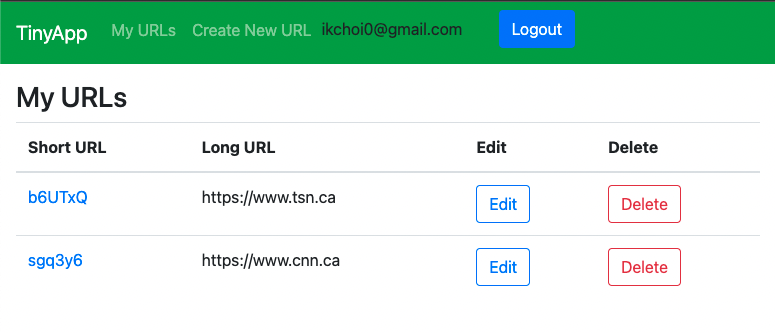 TinyApp My URLs Create New URL ikchoi0@gmail.com Logout
My URLs
Short URL Long URL Edit Delete
b6UTxQ https://www.tsn.ca Edit Delete
sgq3y6 https://www.cnn.ca Edit Delete